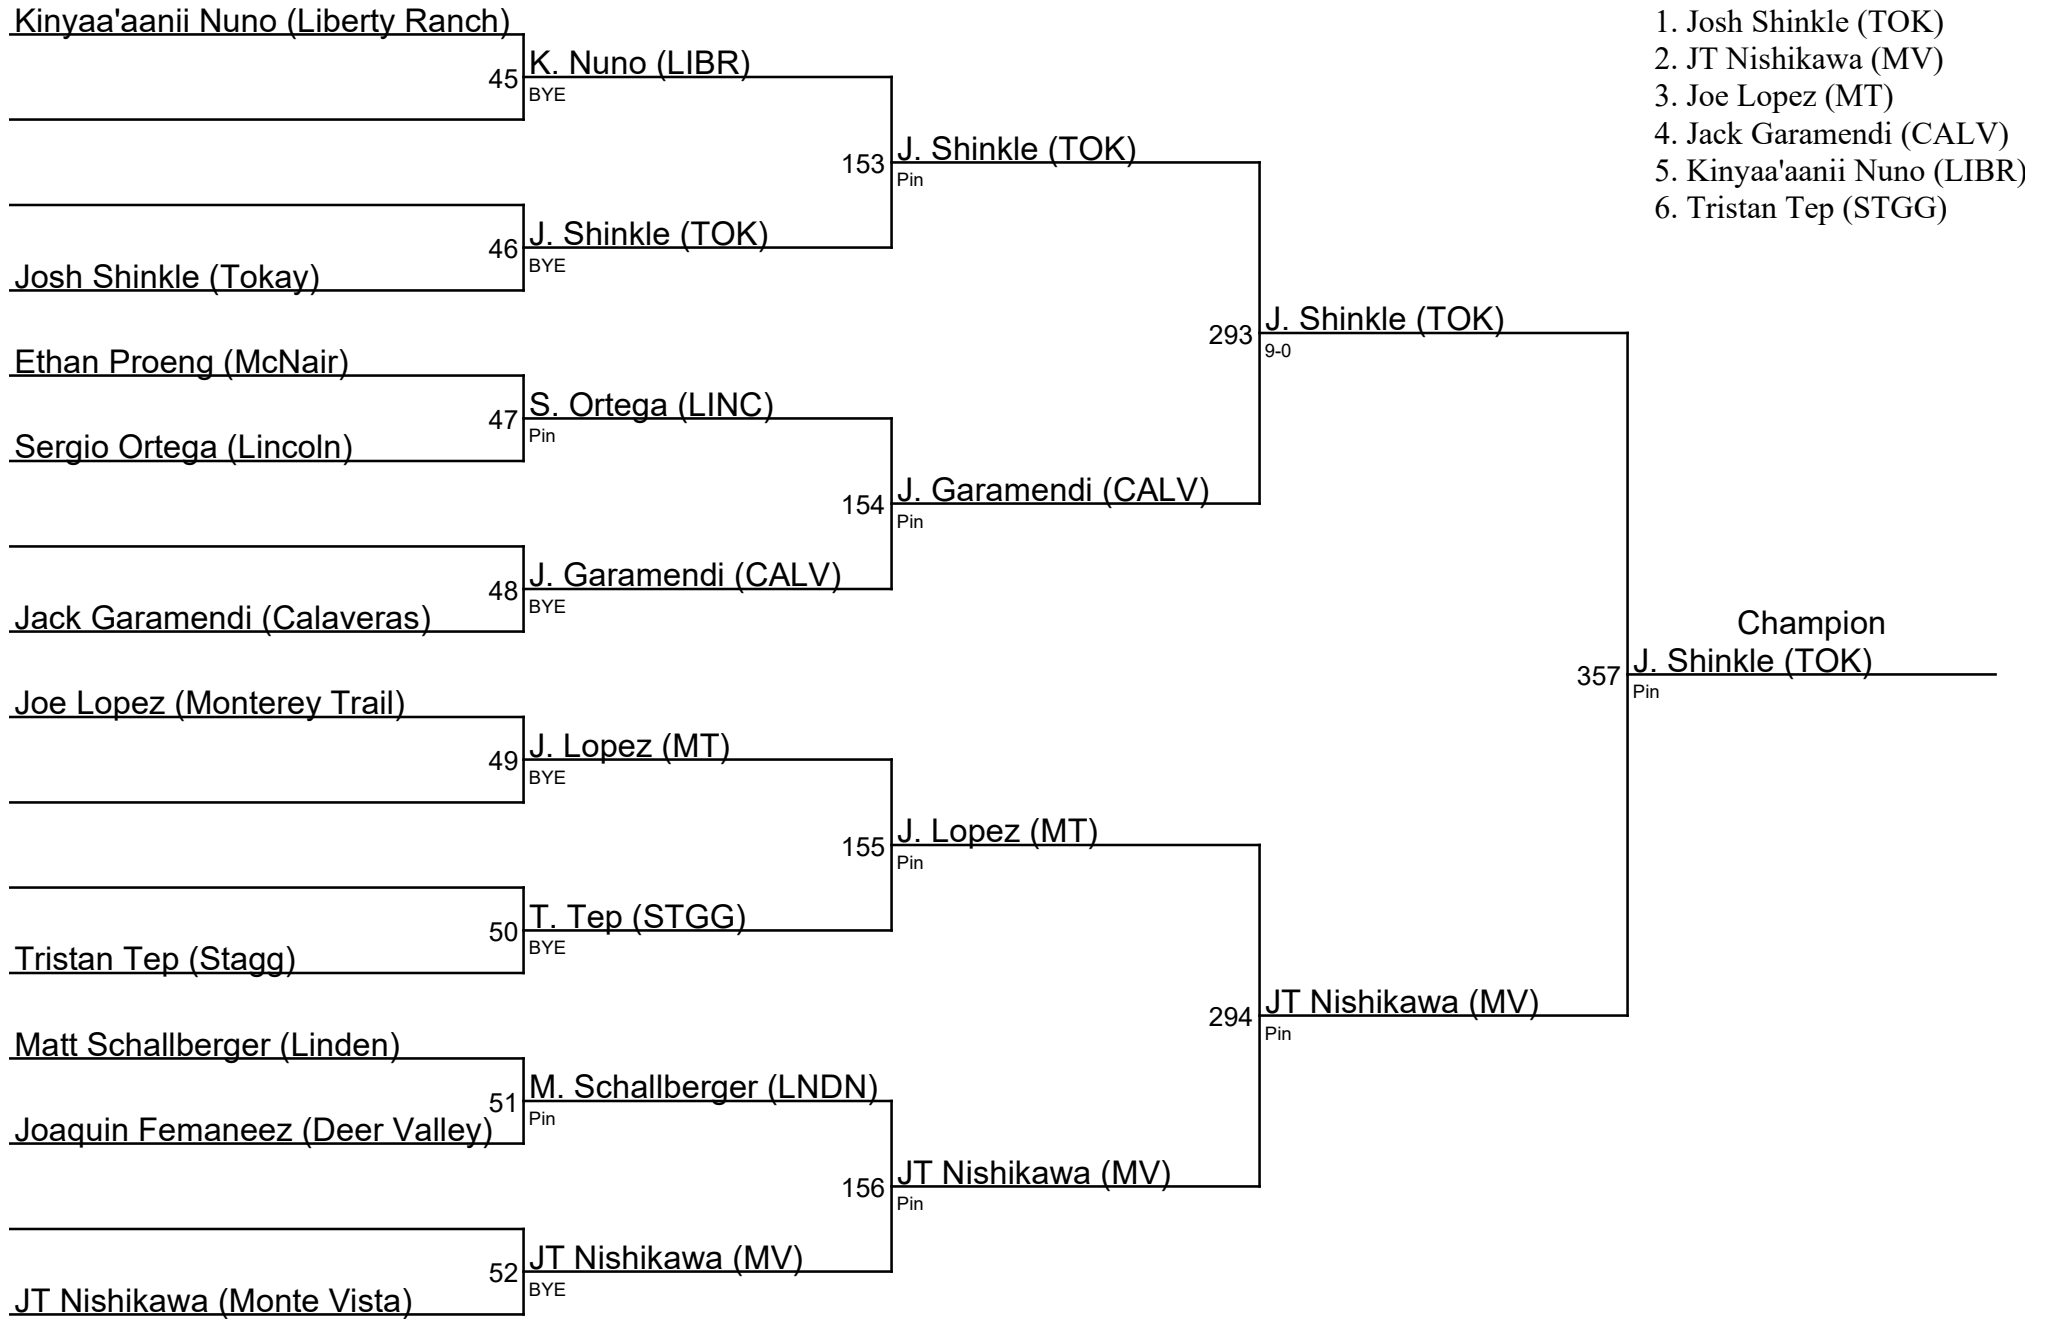 Kinyaa'aanii Nuno (Liberty Ranch)
45
K. Nuno (LIBR)
BYE
153
J. Shinkle (TOK)
Pin
46
J. Shinkle (TOK)
BYE
Josh Shinkle (Tokay)
293
J. Shinkle (TOK)
9-0
Ethan Proeng (McNair)
47
S. Ortega (LINC)
Pin
Sergio Ortega (Lincoln)
154
J. Garamendi (CALV)
Pin
48
J. Garamendi (CALV)
BYE
Jack Garamendi (Calaveras)
Champion
357
J. Shinkle (TOK)
Pin
Joe Lopez (Monterey Trail)
49
J. Lopez (MT)
BYE
155
J. Lopez (MT)
Pin
50
T. Tep (STGG)
BYE
Tristan Tep (Stagg)
294
JT Nishikawa (MV)
Pin
Matt Schallberger (Linden)
51
M. Schallberger (LNDN)
Pin
Joaquin Femaneez (Deer Valley)
156
JT Nishikawa (MV)
Pin
52
JT Nishikawa (MV)
BYE
JT Nishikawa (Monte Vista)
1. Josh Shinkle (TOK)
2. JT Nishikawa (MV)
3. Joe Lopez (MT)
4. Jack Garamendi (CALV)
5. Kinyaa'aanii Nuno (LIBR)
6. Tristan Tep (STGG)